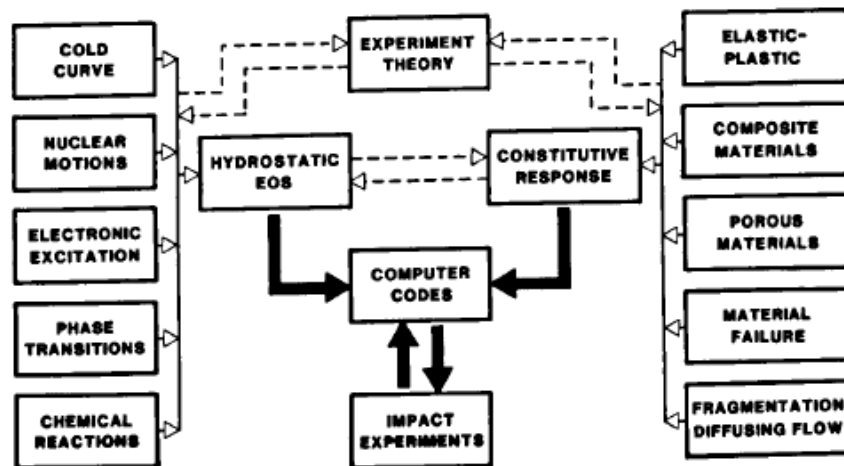 COLD
CURVE
NUCLEAR
MOTIONS
ELECTRONIC
EXCITATION
PHASE
TRANSITIONS
CHEMICAL
REACTIONS
EXPERIMENT
THEORY
HYDROSTATIC
EOS
CONSTITUTIVE
RESPONSE
COMPUTER
CODES
IMPACT
EXPERIMENTS
ELASTIC-
PLASTIC
COMPOSITE
MATERIALS
POROUS
MATERIALS
MATERIAL
FAILURE
FRAGMENTATION
DIFFUSING FLOW